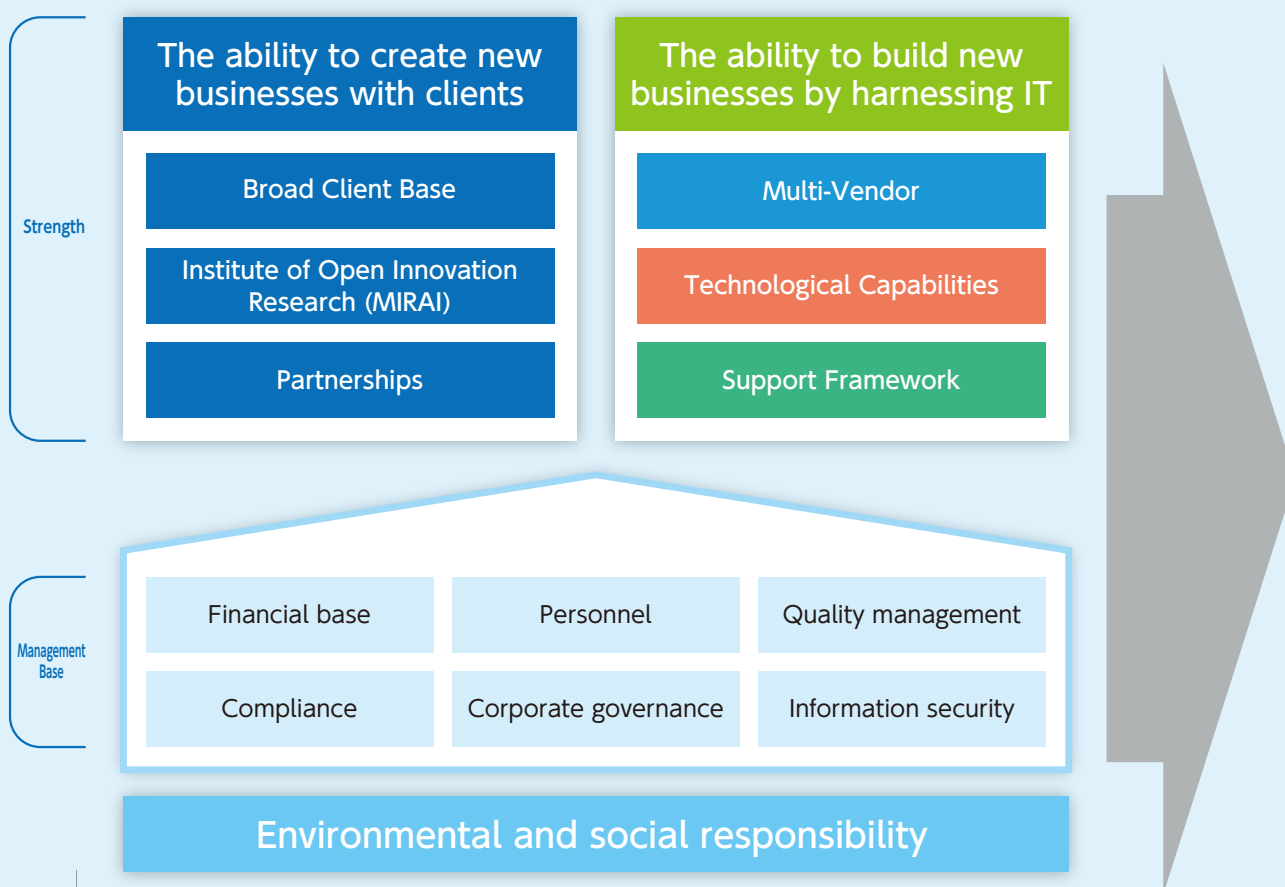 Strength
The ability to create new
businesses with clients
Broad Client Base
Institute of Open Innovation
Research (MIRAI)
Partnerships
The ability to build new
businesses by harnessing IT
Multi-Vendor
Technological Capabilities
Support Framework
Management
Base
Financial base
Personnel
Quality management
Compliance
Corporate governance
Information security
Environmental and social responsibility